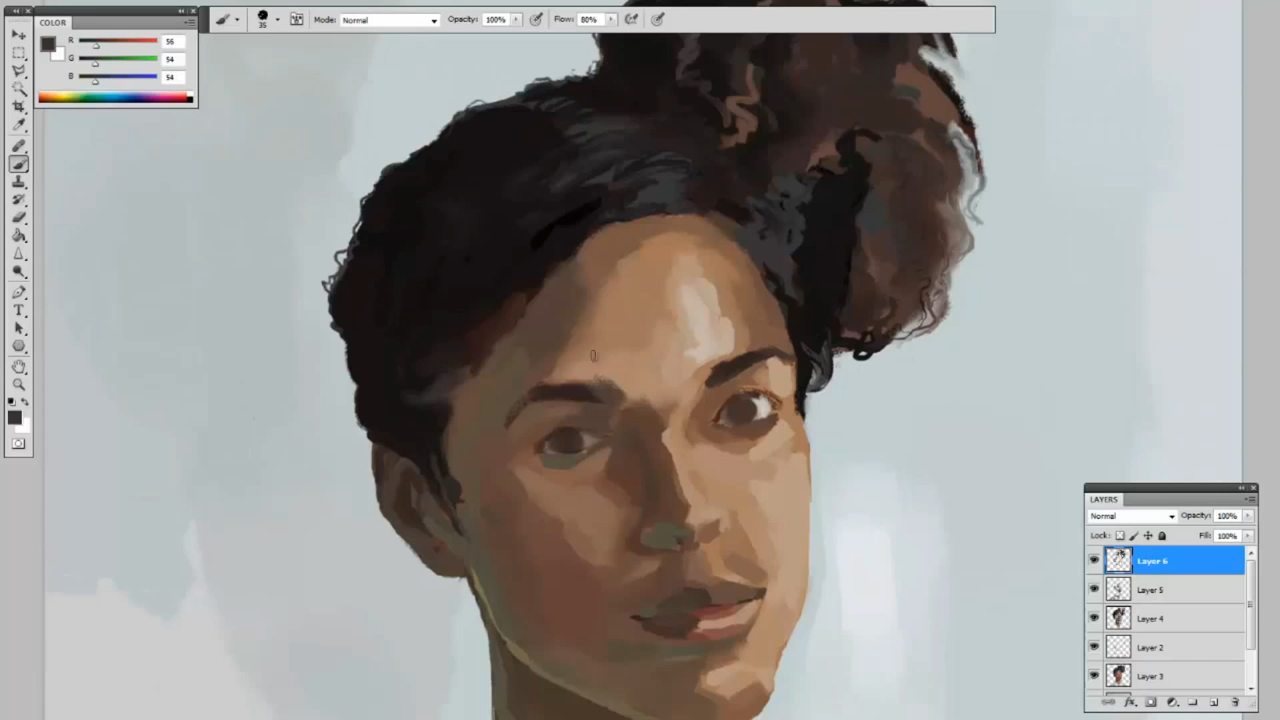 COLOR
R 56
G 54
B 54
35 Mode: Normal Opacity: 100% Flow: 80%
LAYERS
Normal Opacity: 100%
Lock: Fill: 100%
Layer 6
Layer 5
Layer 4
Layer 2
Layer 3